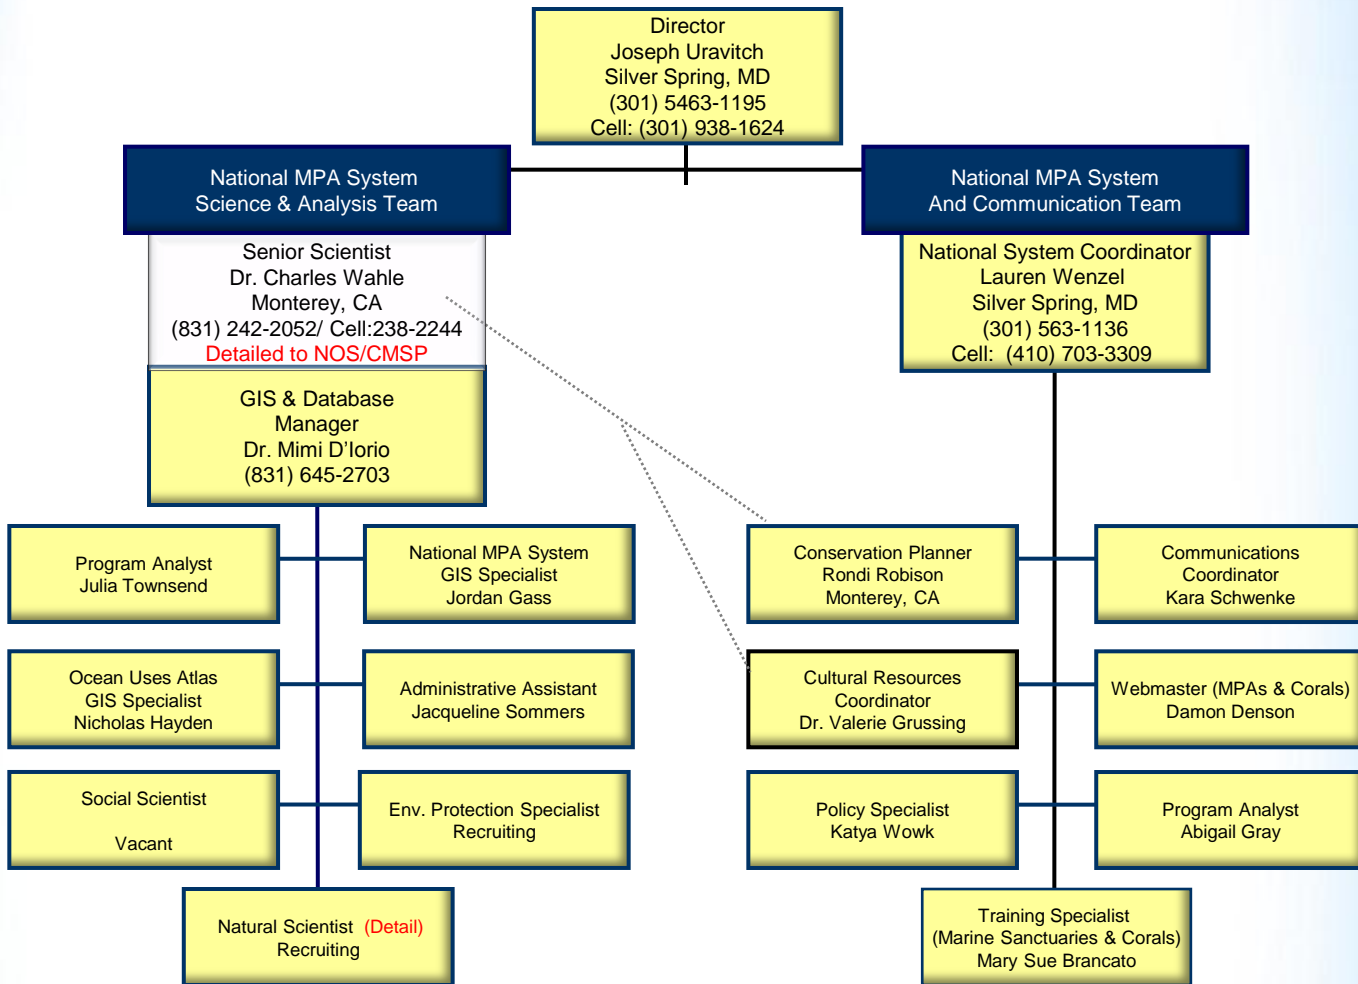 Director
Joseph Uravitch
Silver Spring, MD
(301) 5463-1195
Cell: (301) 938-1624
National MPA System
Science & Analysis Team
National MPA System
And Communication Team
Senior Scientist
Dr. Charles Wahle
Monterey, CA
(831) 242-2052/ Cell:238-2244
Detailed to NOS/CMSP
National System Coordinator
Lauren Wenzel
Silver Spring, MD
(301) 563-1136
Cell: (410) 703-3309
GIS & Database
Manager
Dr. Mimi D'Iorio
(831) 645-2703
Program Analyst
Julia Townsend
National MPA System
GIS Specialist
Jordan Gass
Conservation Planner
Rondi Robison
Monterey, CA
Communications
Coordinator
Kara Schwenke
Ocean Uses Atlas
GIS Specialist
Nicholas Hayden
Administrative Assistant
Jacqueline Sommers
Cultural Resources
Coordinator
Dr. Valerie Grussing
Webmaster (MPAs & Corals)
Damon Denson
Social Scientist
Vacant
Env. Protection Specialist
Recruiting
Policy Specialist
Katya Wowk
Program Analyst
Abigail Gray
Natural Scientist (Detail)
Recruiting
Training Specialist
(Marine Sanctuaries & Corals)
Mary Sue Brancato